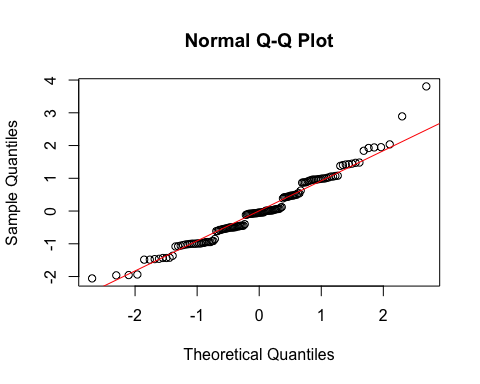 Normal Q-Q Plot
4
3
2
1
0
-1
-2
Sample Quantiles
-2 -1 0 1 2
Theoretical Quantiles